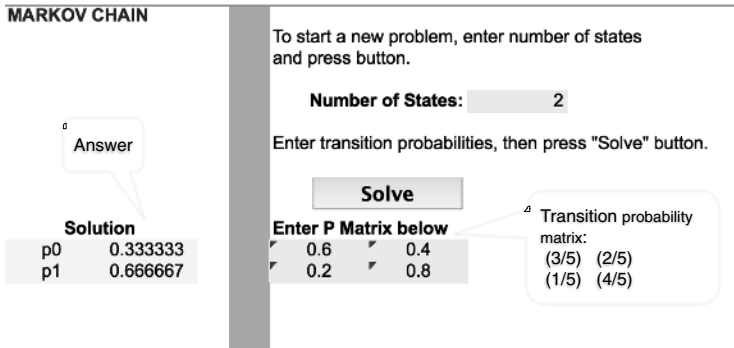 MARKOV CHAIN
To start a new problem, enter number of states
and press button.
Number of States: 2
Answer
Enter transition probabilities, then press "Solve" button.
Solve
Solution
p0 0.333333
p1 0.666667
Enter P Matrix below
0.6 0.4
0.2 0.8
Transition probability
matrix:
(3/5) (2/5)
(1/5) (4/5)